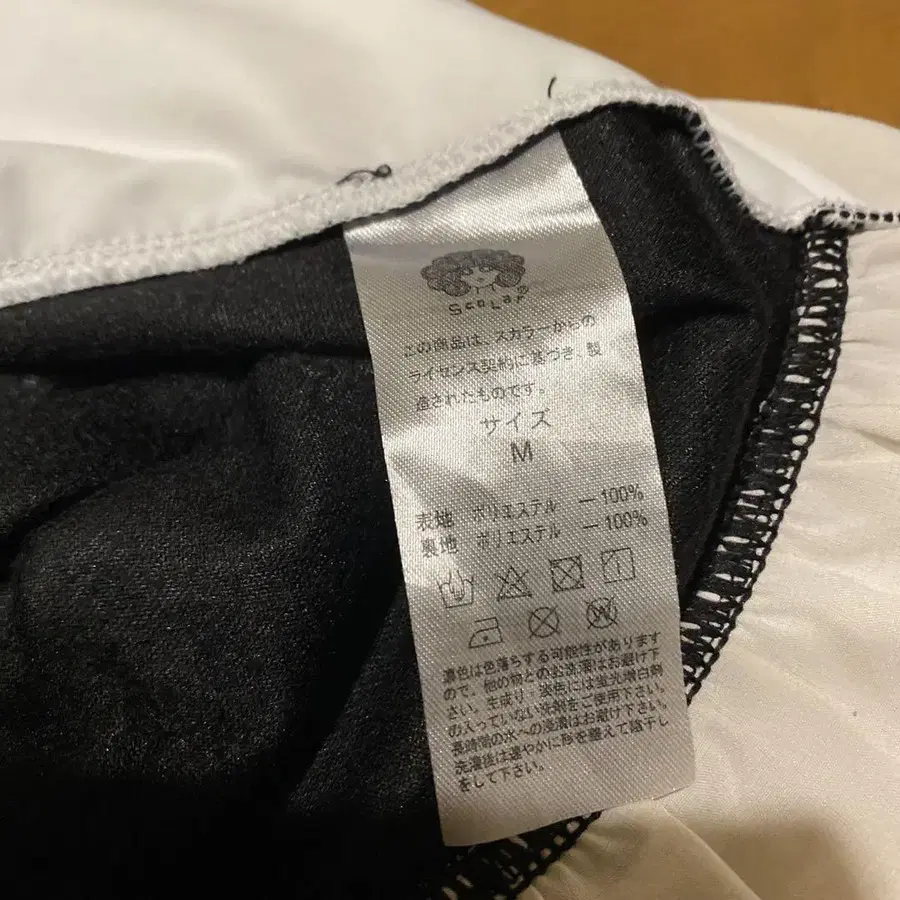 ScoLar®
この商品は、スカラーからの
ライセンス契約に基づき、製
造されたものです。
サイズ
M
表地 ポリエステル ー100%
裏地 ポリエステル ー100%
濃色は色落ちする可能性があります
ので、他の物とのお洗濯はお避け下
さい。生成り、淡色には蛍光増白剤
の入っていない洗剤をご使用下さい。
長時間の水への浸漬はお避け下さい。
洗濯後は速やかに形を整えて陰干し
をして下さい。